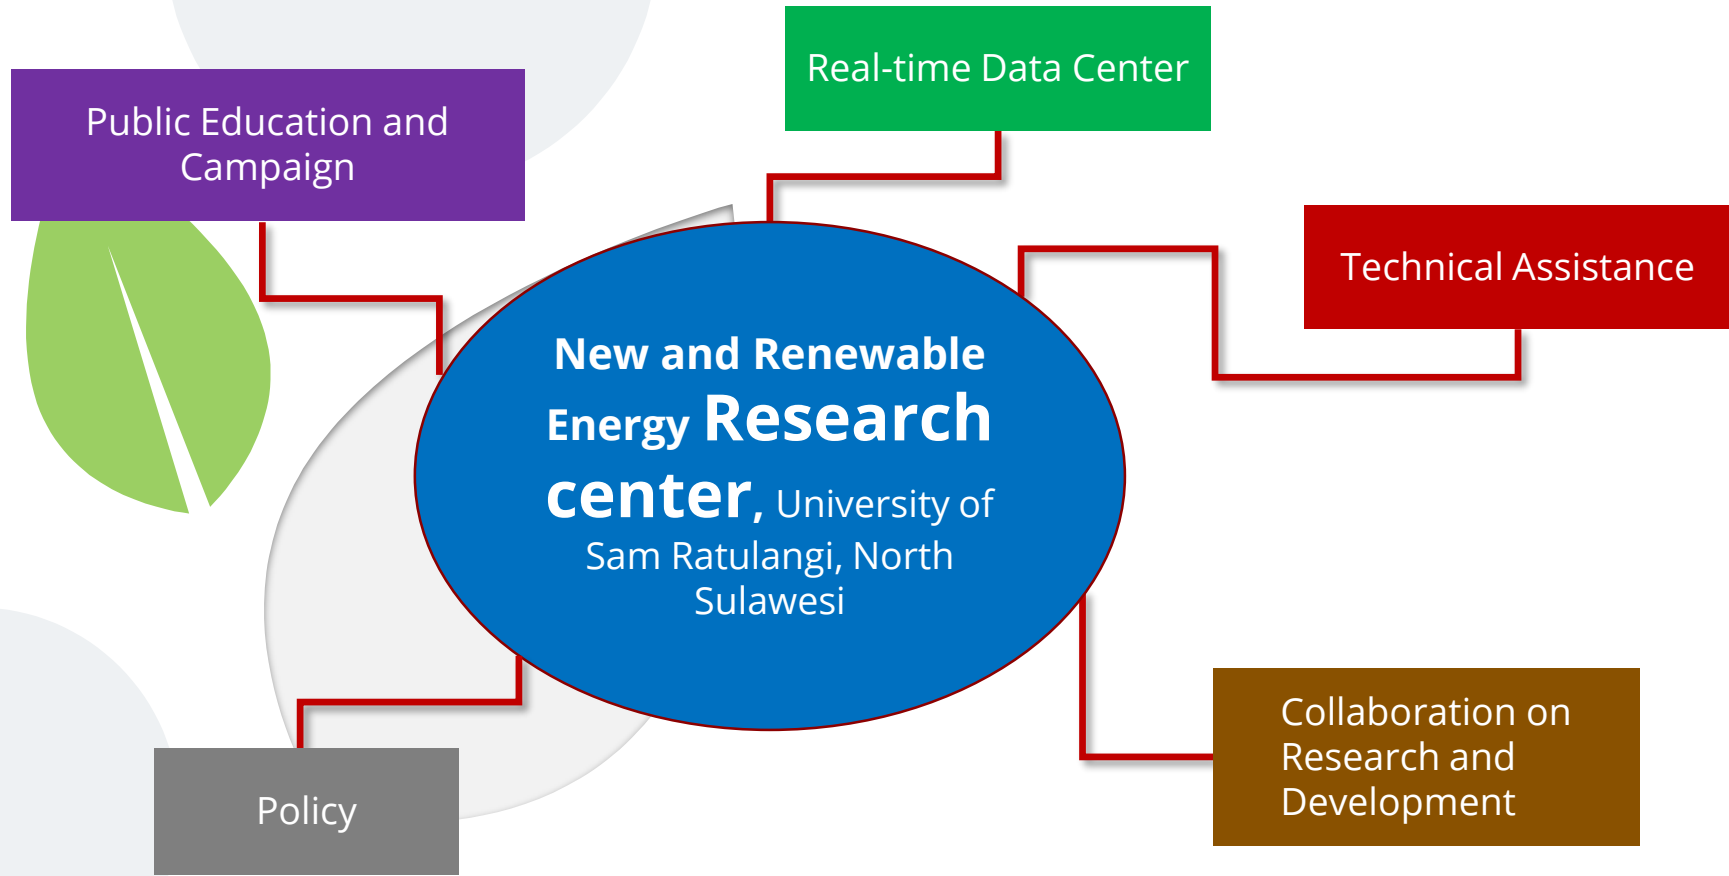 Real-time Data Center
Public Education and
Campaign
Technical Assistance
New and Renewable
Energy Research
center, University of
Sam Ratulangi, North
Sulawesi
Collaboration on
Research and
Development
Policy